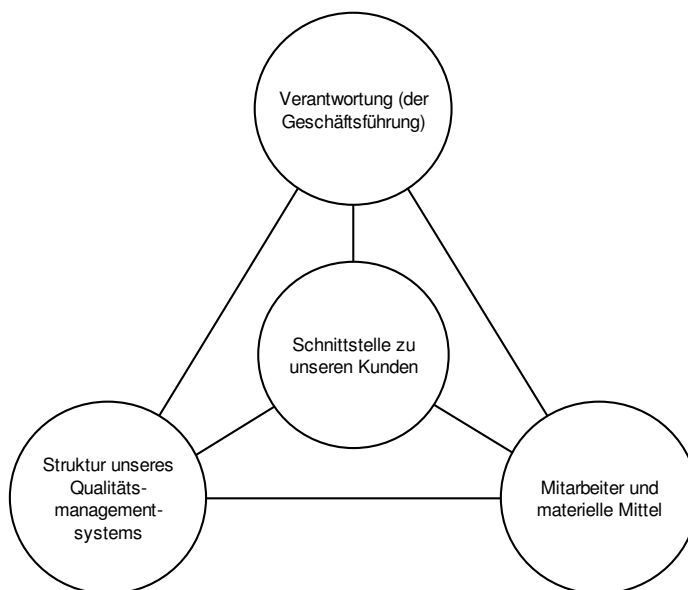 Verantwortung (der
Geschäftsführung)
Schnittstelle zu
unseren Kunden
Struktur unseres
Qualitäts-
management-
systems
Mitarbeiter und
materielle Mittel